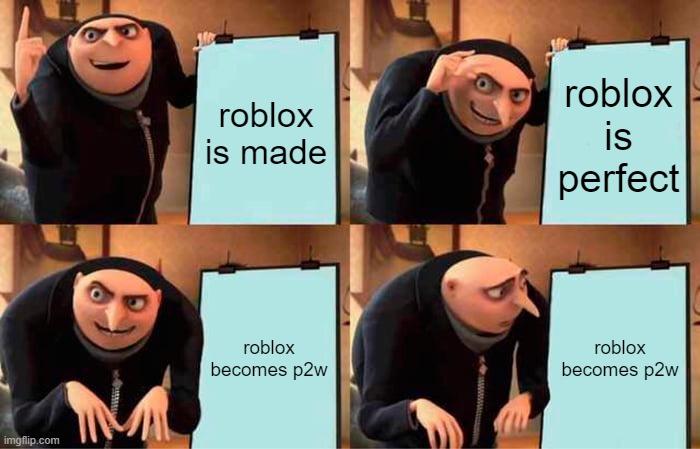 roblox
is made
roblox
is
perfect
roblox
becomes p2w
roblox
becomes p2w
imgflip.com